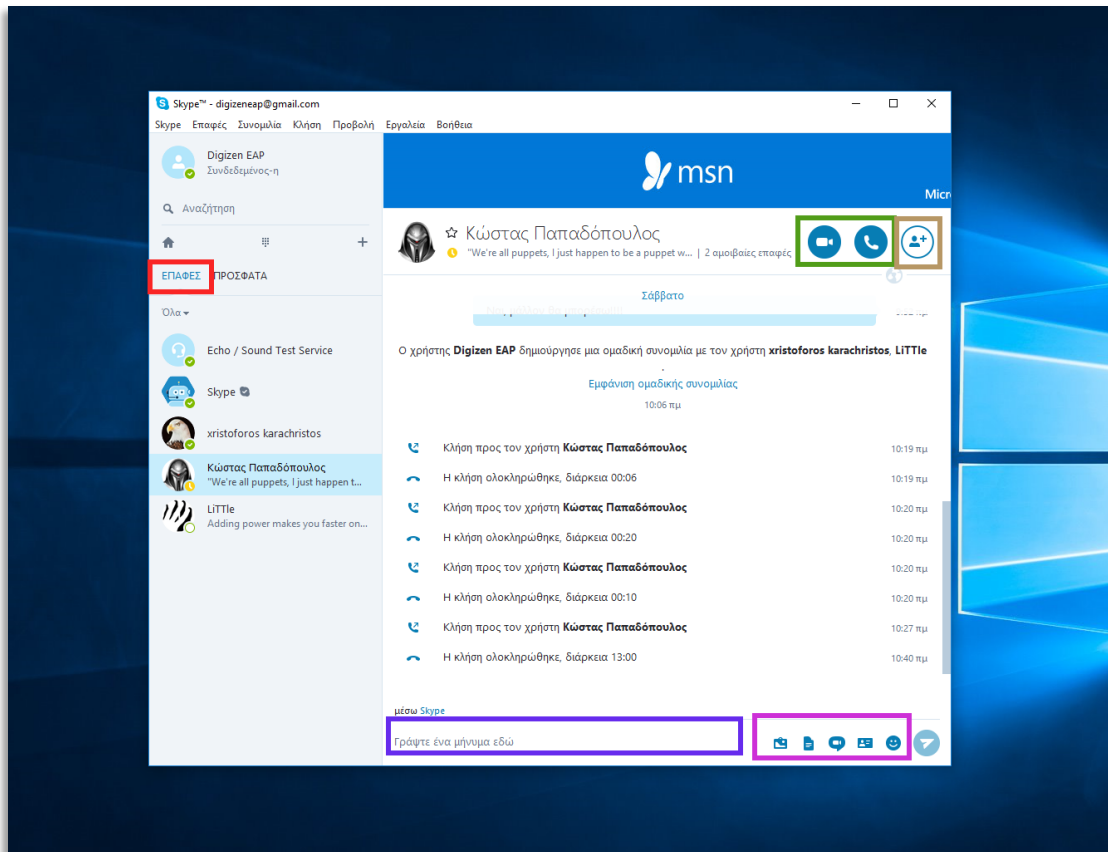 Skype™ - digizeneap@gmail.com
Skype Επαφές Συνομιλία Κλήση Προβολή Εργαλεία Βοήθεια
Digizen EAP
Συνδεδεμένος-η
Αναζήτηση
ΕΠΑΦΕΣ ΠΡΟΣΦΑΤΑ
Όλα
Echo / Sound Test Service
Skype
xristoforos karachristos
Κώστας Παπαδόπουλος
"We're all puppets, I just happen t...
LiTTle
Adding power makes you faster on...
msn
Micr
Κώστας Παπαδόπουλος
"We're all puppets, I just happen to be a puppet w... | 2 αμοιβαίες επαφές
Σάββατο
Ο χρήστης Digizen EAP δημιούργησε μια ομαδική συνομιλία με τον χρήστη xristoforos karachristos, LiTTle
.
Εμφάνιση ομαδικής συνομιλίας
10:06 πμ
Κλήση προς τον χρήστη Κώστας Παπαδόπουλος 10:19 πμ
Η κλήση ολοκληρώθηκε, διάρκεια 00:06 10:19 πμ
Κλήση προς τον χρήστη Κώστας Παπαδόπουλος 10:20 πμ
Η κλήση ολοκληρώθηκε, διάρκεια 00:20 10:20 πμ
Κλήση προς τον χρήστη Κώστας Παπαδόπουλος 10:20 πμ
Η κλήση ολοκληρώθηκε, διάρκεια 00:10 10:20 πμ
Κλήση προς τον χρήστη Κώστας Παπαδόπουλος 10:27 πμ
Η κλήση ολοκληρώθηκε, διάρκεια 13:00 10:40 πμ
μέσω Skype
Γράψτε ένα μήνυμα εδώ